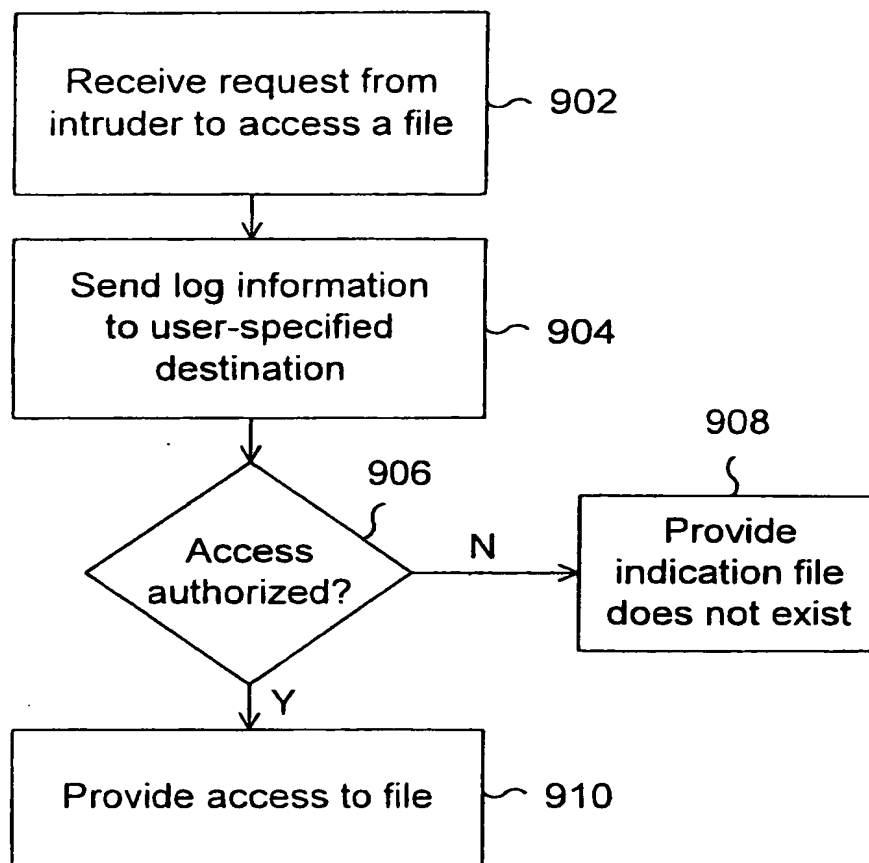 Receive request from
intruder to access a file
902
Send log information
to user-specified
destination
904
906
Access
authorized?
N
908
Provide
indication file
does not exist
Y
Provide access to file
910